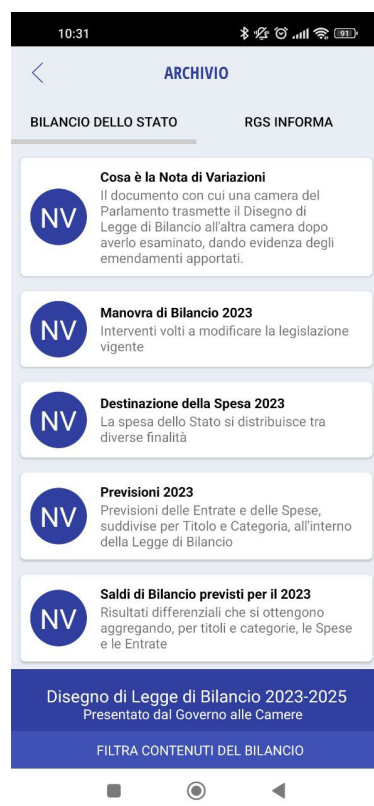 10:31
91
ARCHIVIO
BILANCIO DELLO STATO
RGS INFORMA
NV
Cosa è la Nota di Variazioni
Il documento con cui una camera del
Parlamento trasmette il Disegno di
Legge di Bilancio all'altra camera dopo
averlo esaminato, dando evidenza degli
emendamenti apportati.
NV
Manovra di Bilancio 2023
Interventi volti a modificare la legislazione
vigente
NV
Destinazione della Spesa 2023
La spesa dello Stato si distribuisce tra
diverse finalità
NV
Previsioni 2023
Previsioni delle Entrate e delle Spese,
suddivise per Titolo e Categoria, all'interno
della Legge di Bilancio
NV
Saldi di Bilancio previsti per il 2023
Risultati differenziali che si ottengono
aggregando, per titoli e categorie, le Spese
e le Entrate
Disegno di Legge di Bilancio 2023-2025
Presentato dal Governo alle Camere
FILTRA CONTENUTI DEL BILANCIO